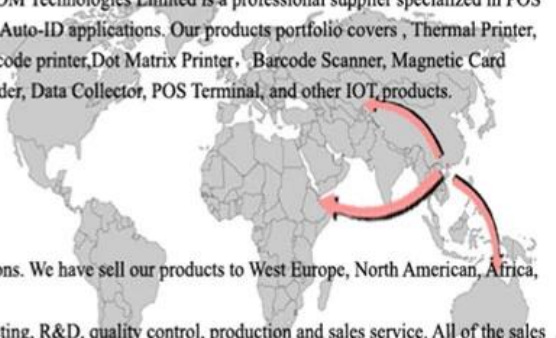 OM Technologies Limited is a professional supplier specialized in POS
Auto-ID applications. Our products portfolio covers , Thermal Printer,
code printer,Dot Matrix Printer, Barcode Scanner, Magnetic Card
der, Data Collector, POS Terminal, and other IOT products.
ons. We have sell our products to West Europe, North American, Africa,
ting, R&D, quality control, production and sales service. All of the sales